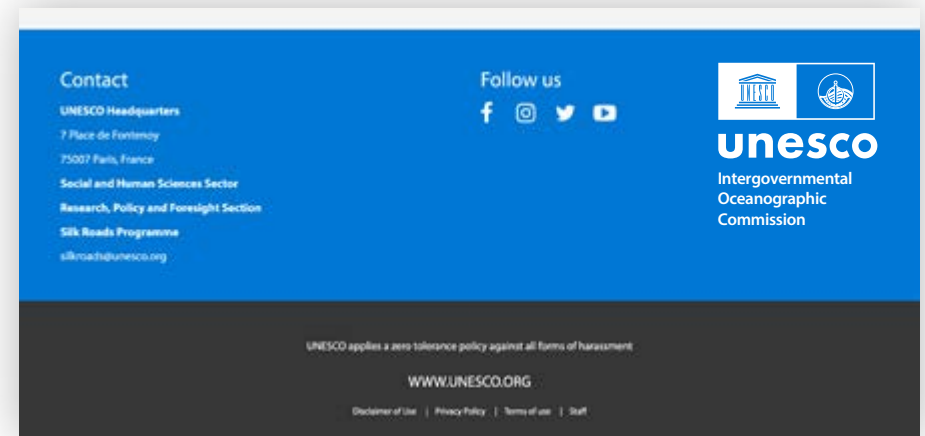 Contact
UNESCO Headquarters
7 Place de Fontenoy
75007 Paris, France
Social and Human Sciences Sector
Research, Policy and Foresight Section
Silk Roads Programme
silkroads@unesco.org
Follow us
UNESCO
unesco
Intergovernmental
Oceanographic
Commission
UNESCO applies a zero tolerance policy against all forms of harassment
WWW.UNESCO.ORG
Disclaimer of Use | Privacy Policy | Terms of use | Staff